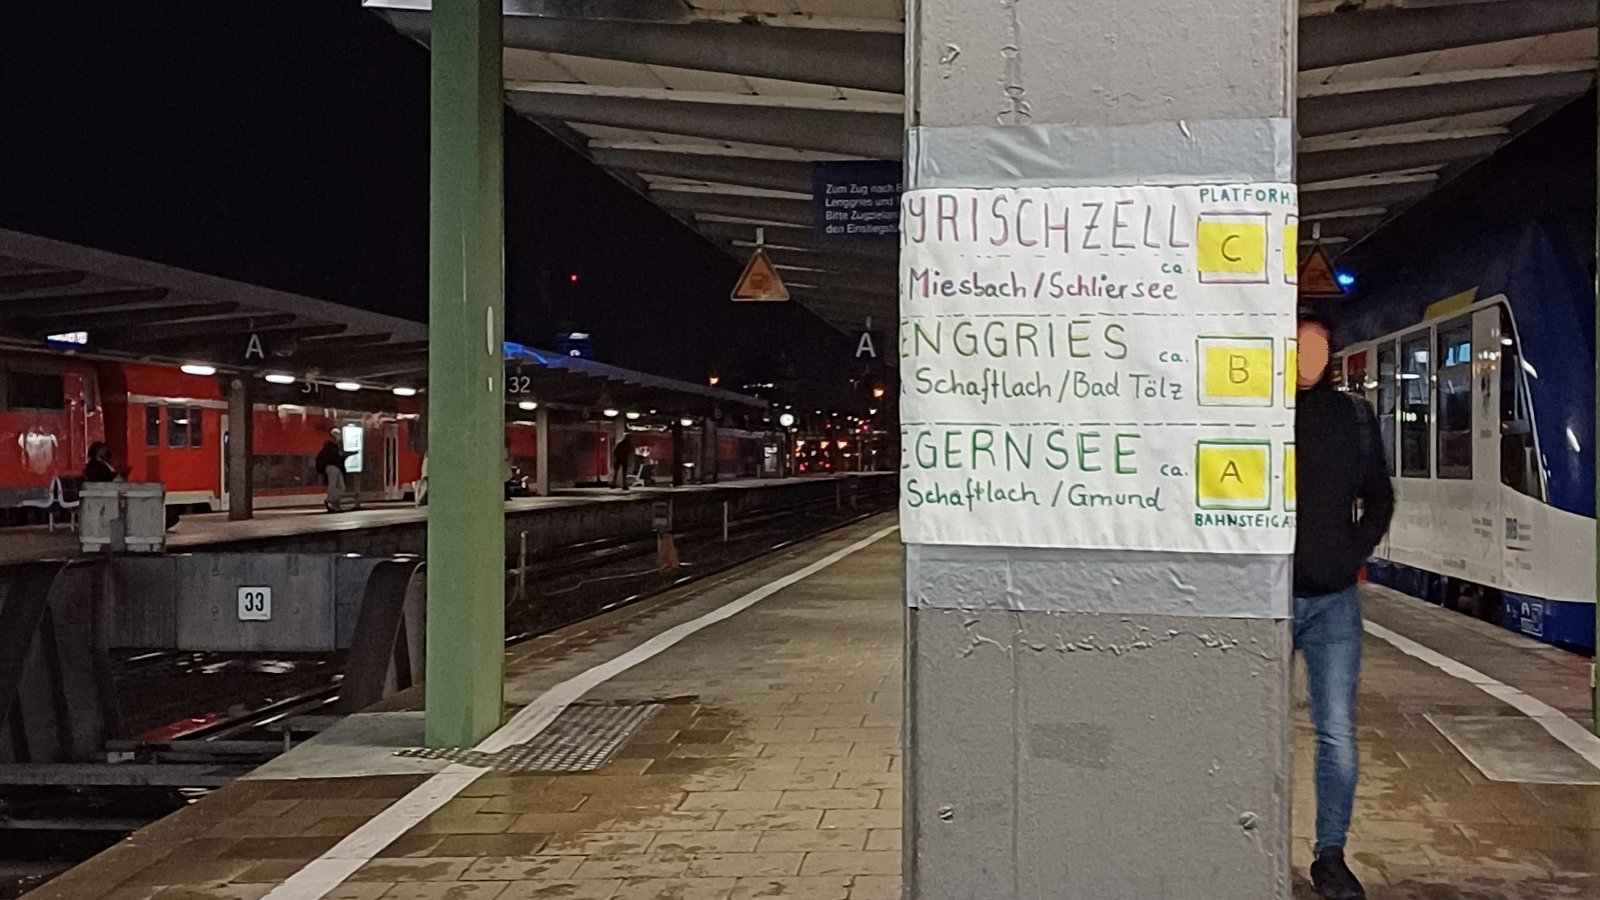 Zum Zug nach B
Lenggries und
Bitte Zugzielan
den Einstiegs
PLATFORM
YRISCHZELL
C
-
ca.
Miesbach/Schliersee
ENGGRIES
ca.
B
-
Schaftlach/Bad Tölz
EGERNSEE
ca.
A
-
Schaftlach/Gmund
BAHNSTEIGA
A
A
31
32
33